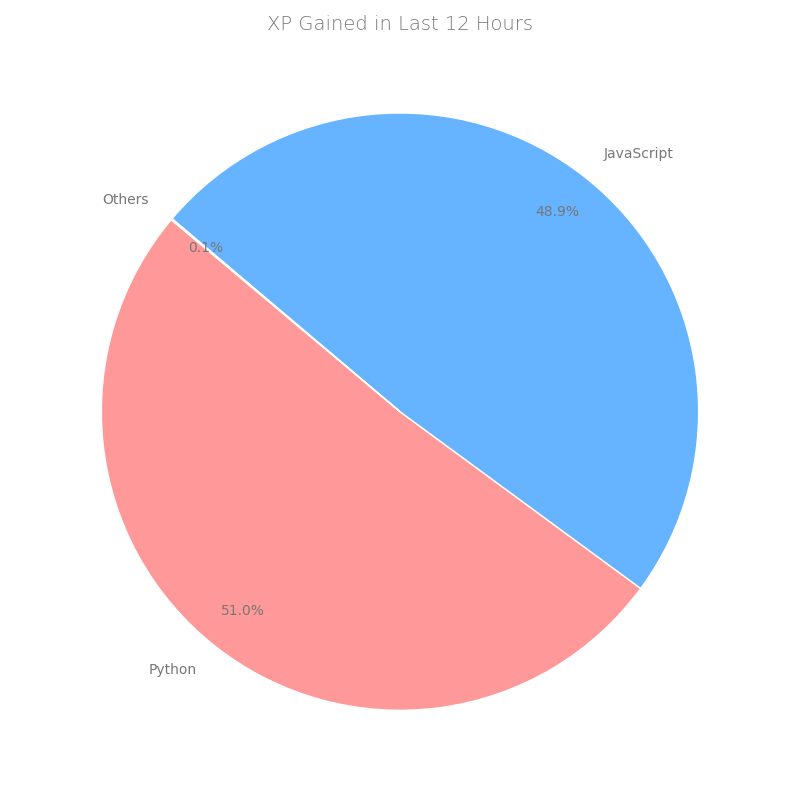 XP Gained in Last 12 Hours
JavaScript
Others
48.9%
0.1%
51.0%
Python